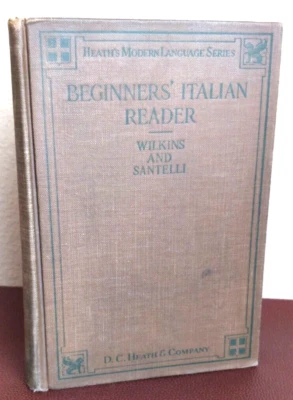 HEATH'S MODERN LANGUAGE SERIES
BEGINNERS' ITALIAN
READER
WILKINS
AND
SANTELLI
D. C. HEATH & COMPANY